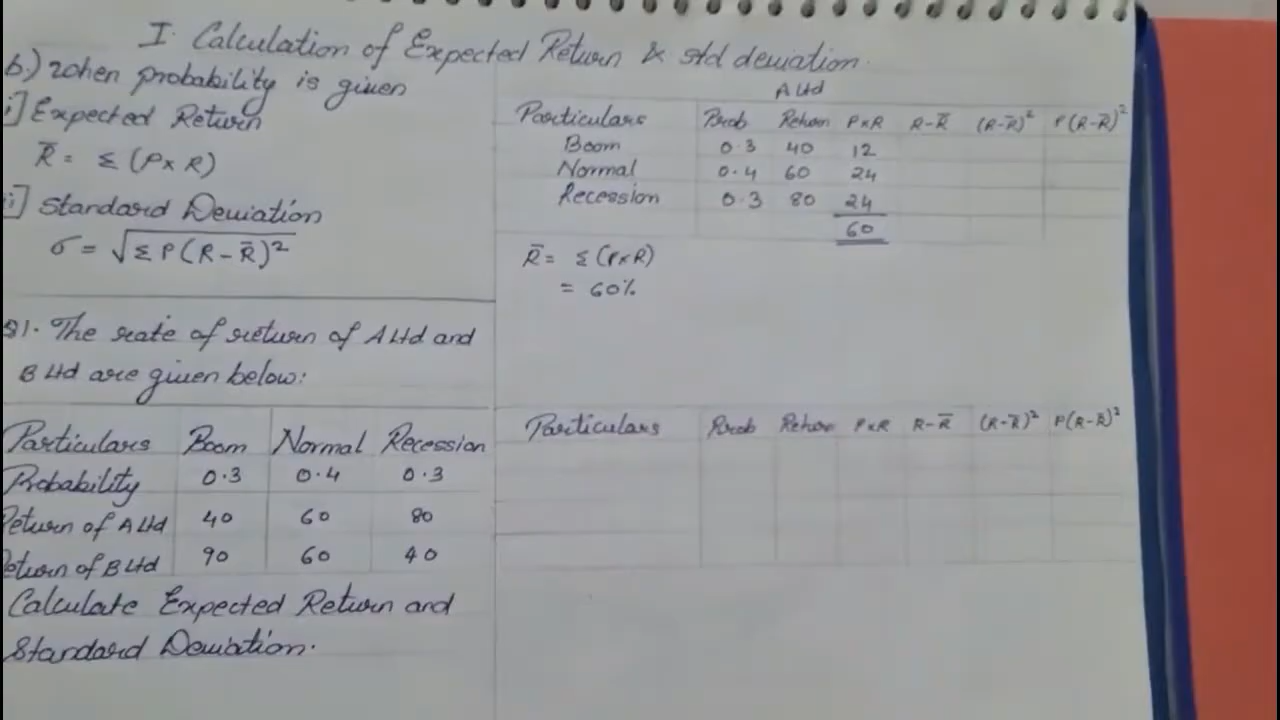 I. Calculation of Expected Return & std deviation.
b.) when probability is given
i] Expected Return
R̄ = Σ (P×R)
ii] Standard Deviation
σ = √Σ P(R-R̄)²
Q1. The rate of return of A Ltd and
B Ltd are given below:
Particulars Boom Normal Recession
Probability 0.3 0.4 0.3
Return of A Ltd 40 60 80
Return of B Ltd 90 60 40
Calculate Expected Return and
Standard Deviation.
A Ltd
Particulars Prob Return P×R R-R̄ (R-R̄)² P(R-R̄)²
Boom 0.3 40 12
Normal 0.4 60 24
Recession 0.3 80 24
60
R̄ = Σ (P×R)
= 60%
Particulars Prob Return P×R R-R̄ (R-R̄)² P(R-R̄)²